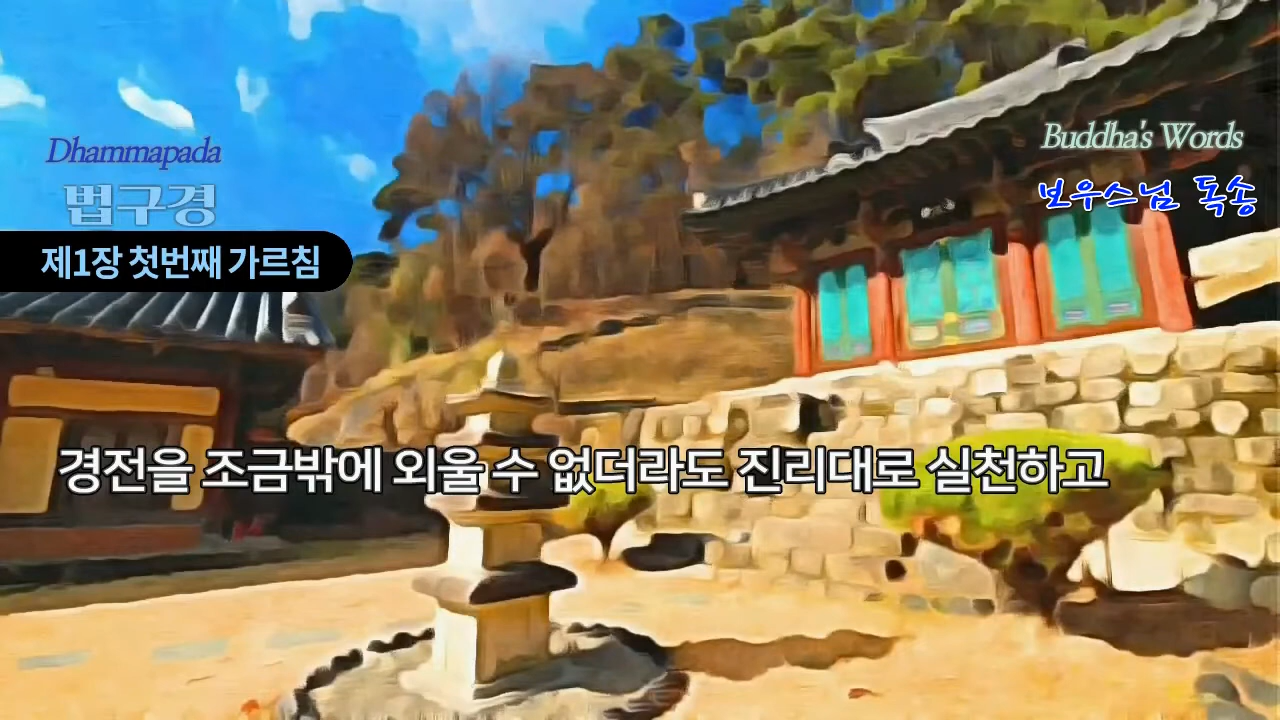 Dhammapada
법구경
제1장 첫번째 가르침
Buddha's Words
보우스님 독송
경전을 조금밖에 외울 수 없더라도 진리대로 실천하고